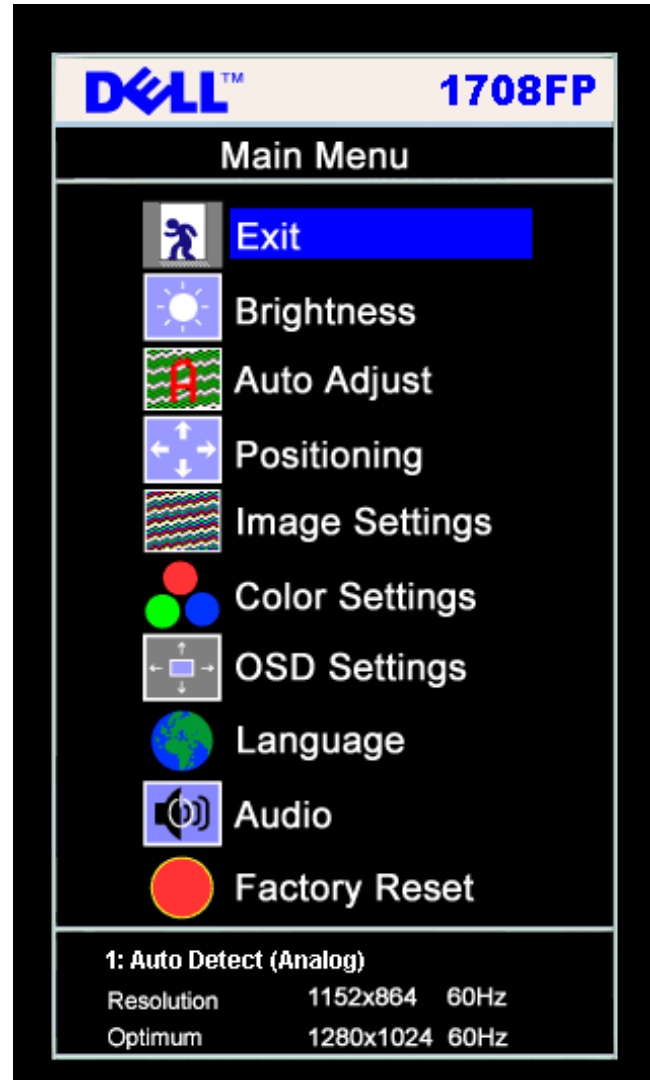 DELL™ 1708FP
Main Menu
Exit
Brightness
Auto Adjust
Positioning
Image Settings
Color Settings
OSD Settings
Language
Audio
Factory Reset
1: Auto Detect (Analog)
Resolution 1152x864 60Hz
Optimum 1280x1024 60Hz